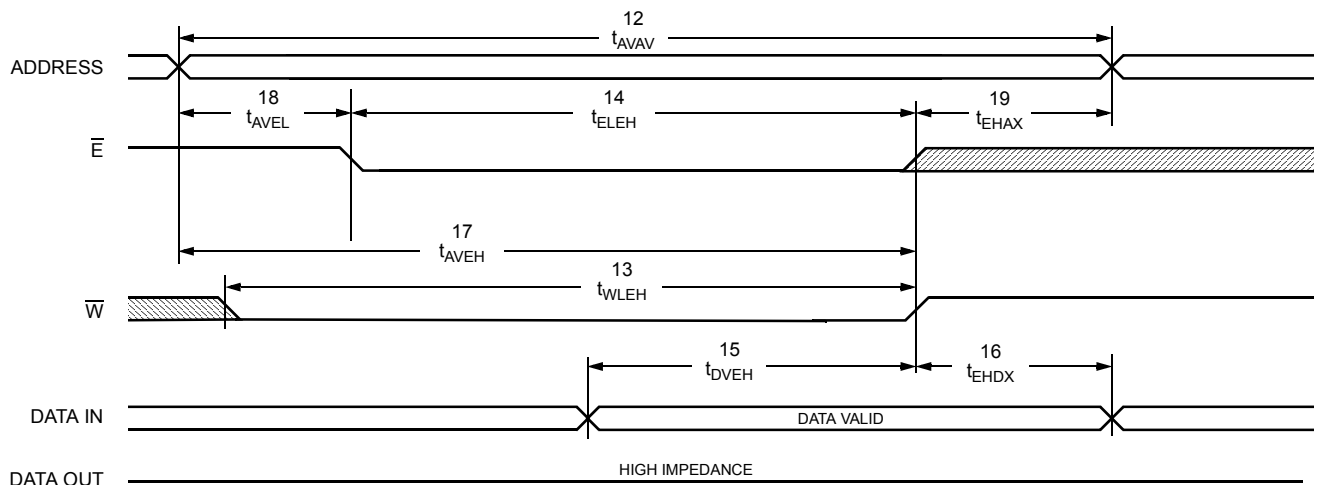 12
tAVAV
ADDRESS
18
tAVEL
14
tELEH
19
tEHAX
E̅
17
tAVEH
13
tWLEH
W̅
15
tDVEH
16
tEHDX
DATA IN
DATA VALID
DATA OUT
HIGH IMPEDANCE